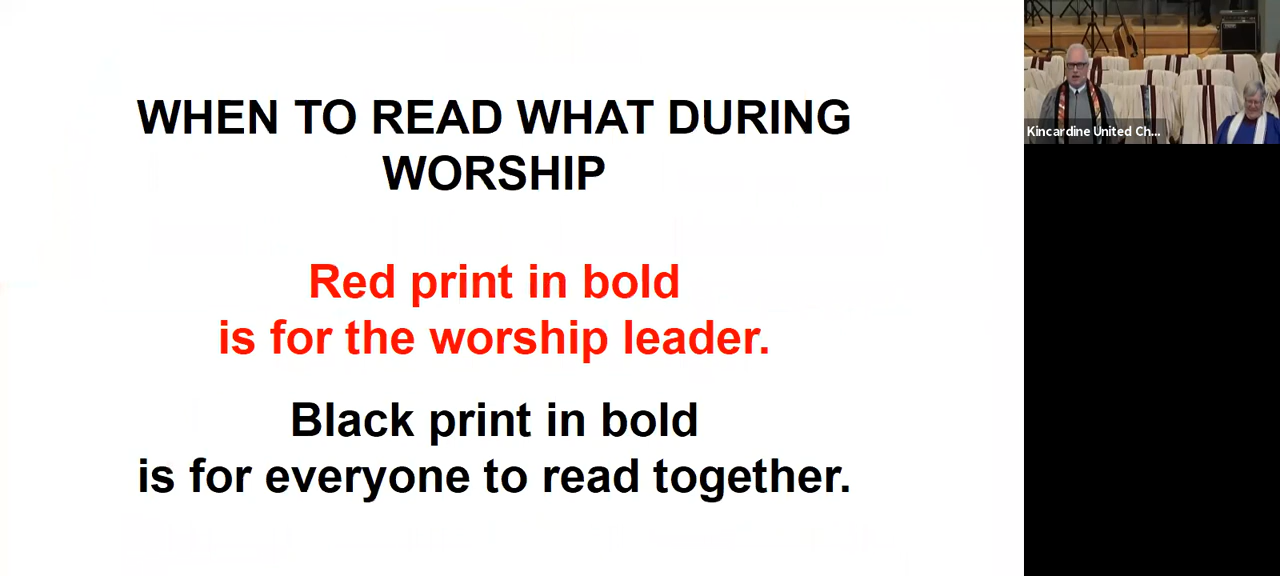 WHEN TO READ WHAT DURING
WORSHIP
Red print in bold
is for the worship leader.
Black print in bold
is for everyone to read together.
Kincardine United Ch...